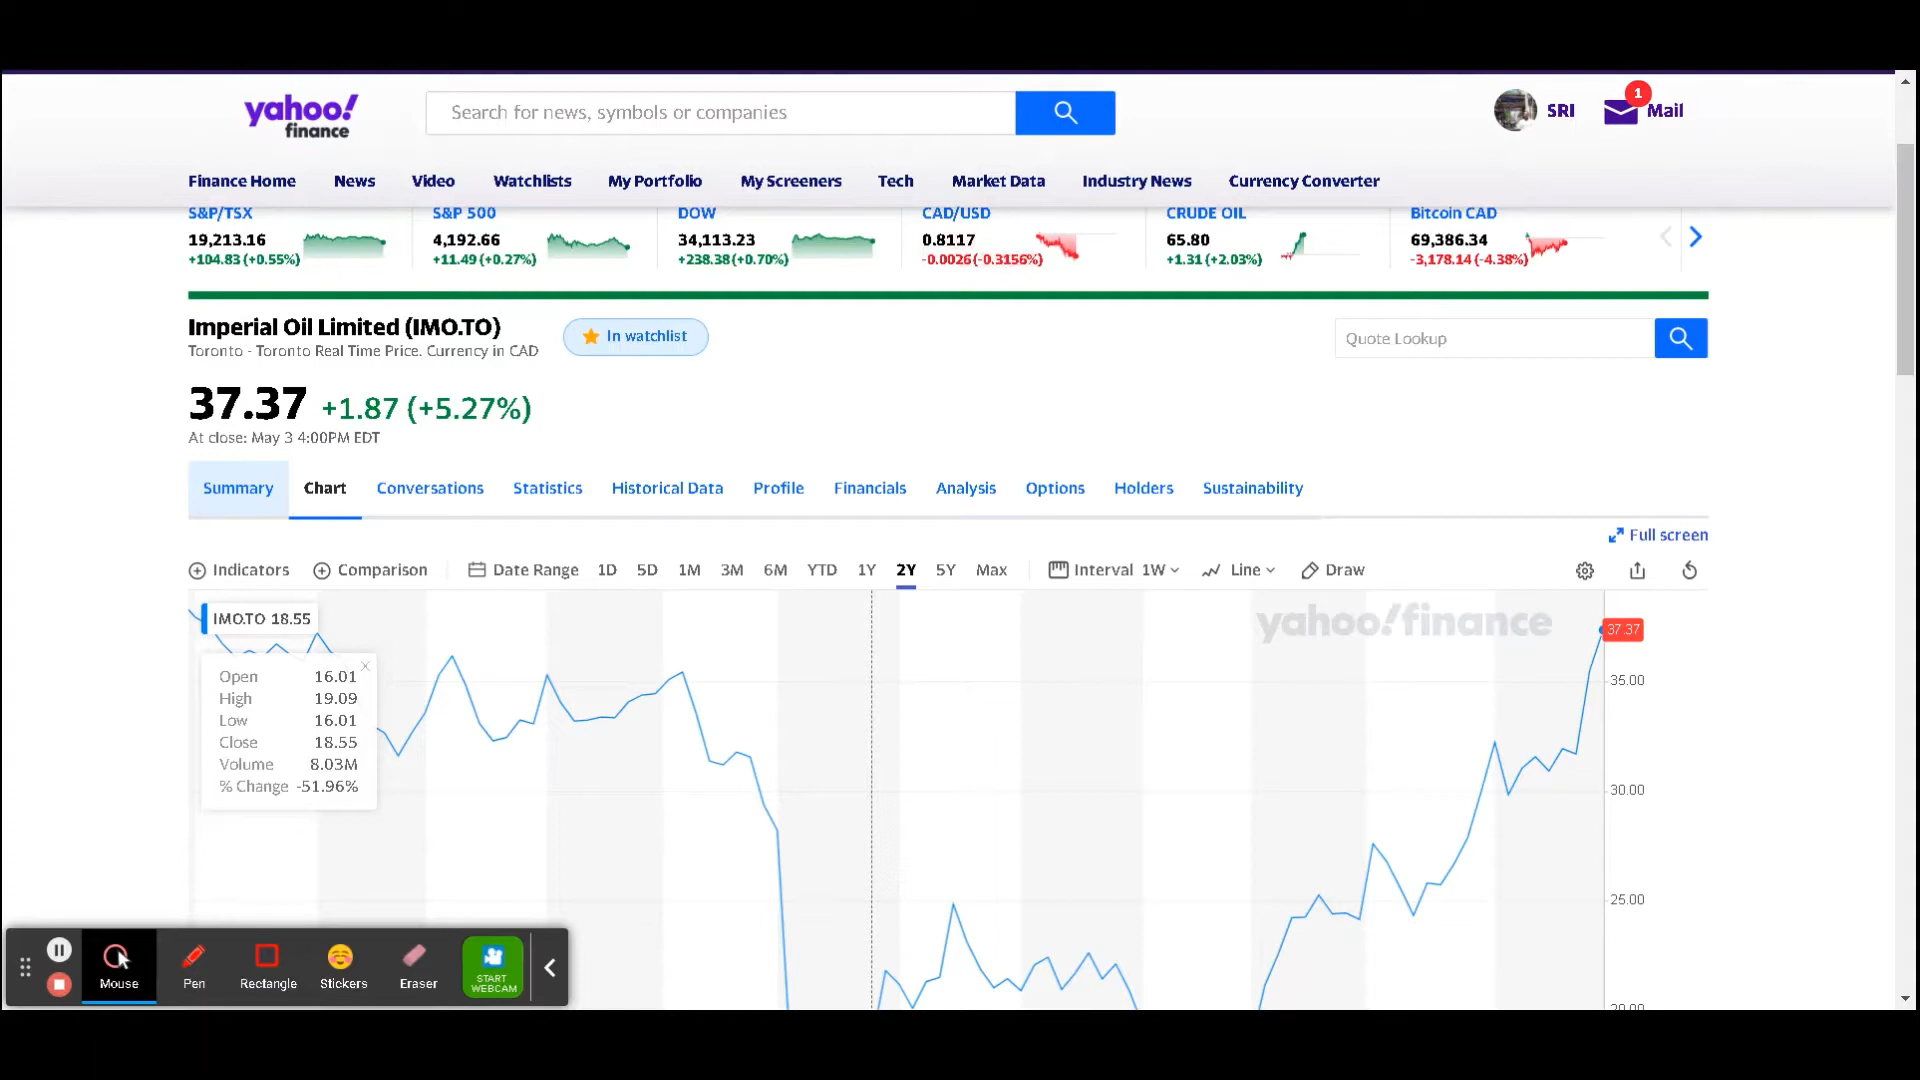 yahoo!
finance
Search for news, symbols or companies
SRI
1
Mail
Finance Home News Video Watchlists My Portfolio My Screeners Tech Market Data Industry News Currency Converter
S&P/TSX
19,213.16
+104.83 (+0.55%)
S&P 500
4,192.66
+11.49 (+0.27%)
DOW
34,113.23
+238.38 (+0.70%)
CAD/USD
0.8117
-0.0026 (-0.3156%)
CRUDE OIL
65.80
+1.31 (+2.03%)
Bitcoin CAD
69,386.34
-3,178.14 (-4.38%)
Imperial Oil Limited (IMO.TO)
In watchlist
Toronto - Toronto Real Time Price. Currency in CAD
Quote Lookup
37.37 +1.87 (+5.27%)
At close: May 3 4:00PM EDT
Summary Chart Conversations Statistics Historical Data Profile Financials Analysis Options Holders Sustainability
Full screen
Indicators Comparison Date Range 1D 5D 1M 3M 6M YTD 1Y 2Y 5Y Max Interval 1W Line Draw
IMO.TO 18.55
yahoo!finance
37.37
Open 16.01
High 19.09
Low 16.01
Close 18.55
Volume 8.03M
% Change -51.96%
35.00
30.00
25.00
20.00
Mouse Pen Rectangle Stickers Eraser
START
WEBCAM